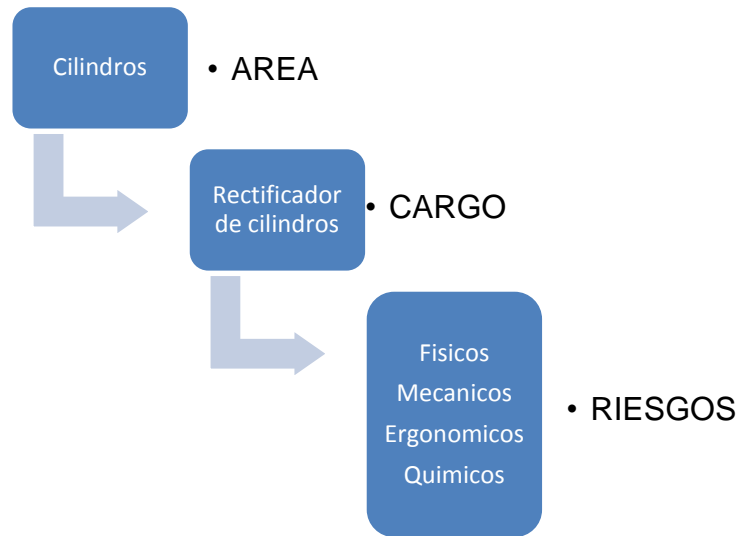 Cilindros
• AREA
Rectificador
de cilindros
• CARGO
Fisicos
Mecanicos
Ergonomicos
Quimicos
• RIESGOS